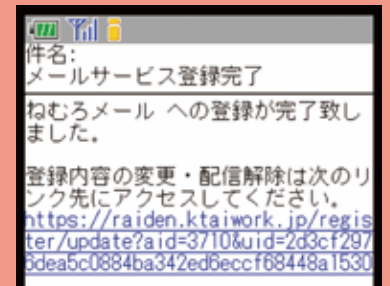 件名:
メールサービス登録完了
ねむろメール への登録が完了致し
ました。
登録内容の変更・配信解除は次のリ
ンク先にアクセスしてください。
https://raiden.ktaiwork.jp/regis
ter/update?aid=3710&uid=2d3cf297
6dea5c0884ba342ed6eccf68448a1530